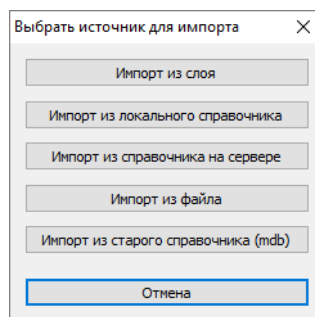 Выбрать источник для импорта
Импорт из слоя
Импорт из локального справочника
Импорт из справочника на сервере
Импорт из файла
Импорт из старого справочника (mdb)
Отмена